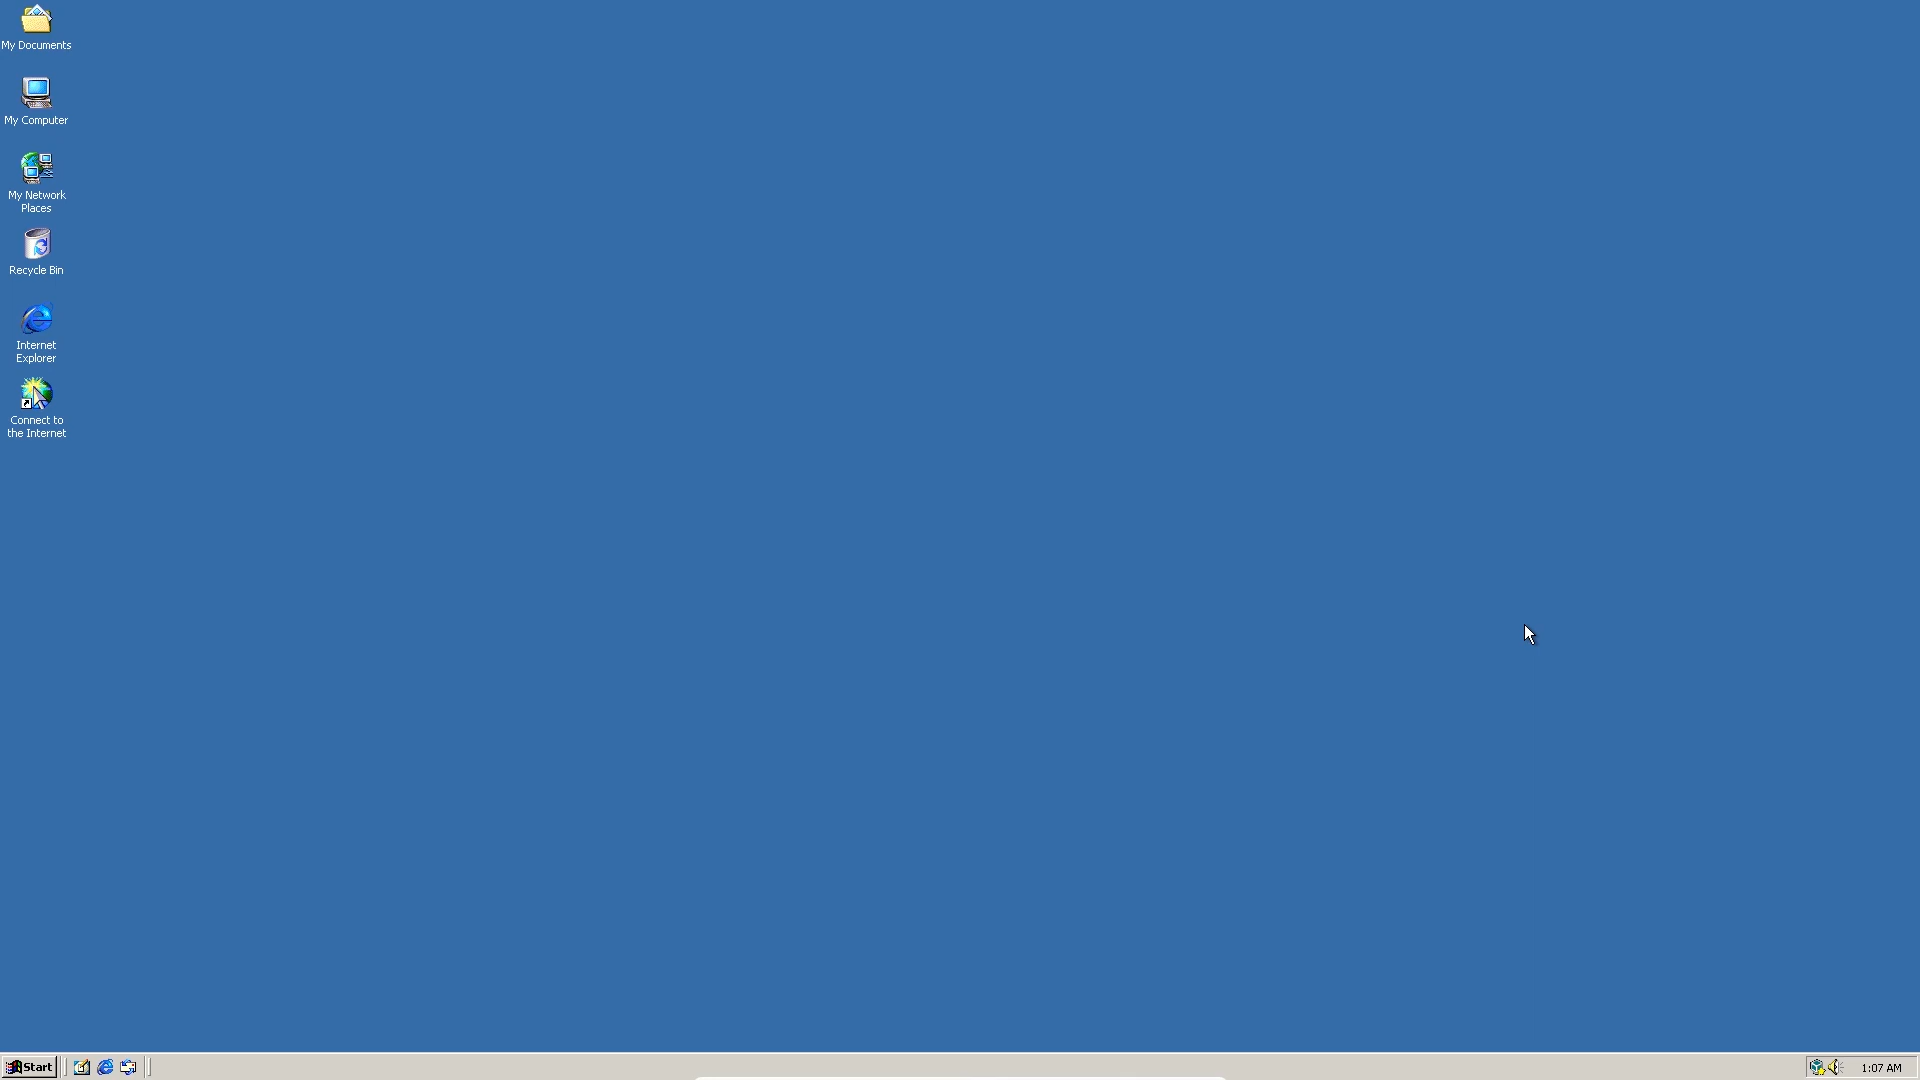 My Documents
My Computer
My Network
Places
Recycle Bin
Internet
Explorer
Connect to
the Internet
Start
1:07 AM